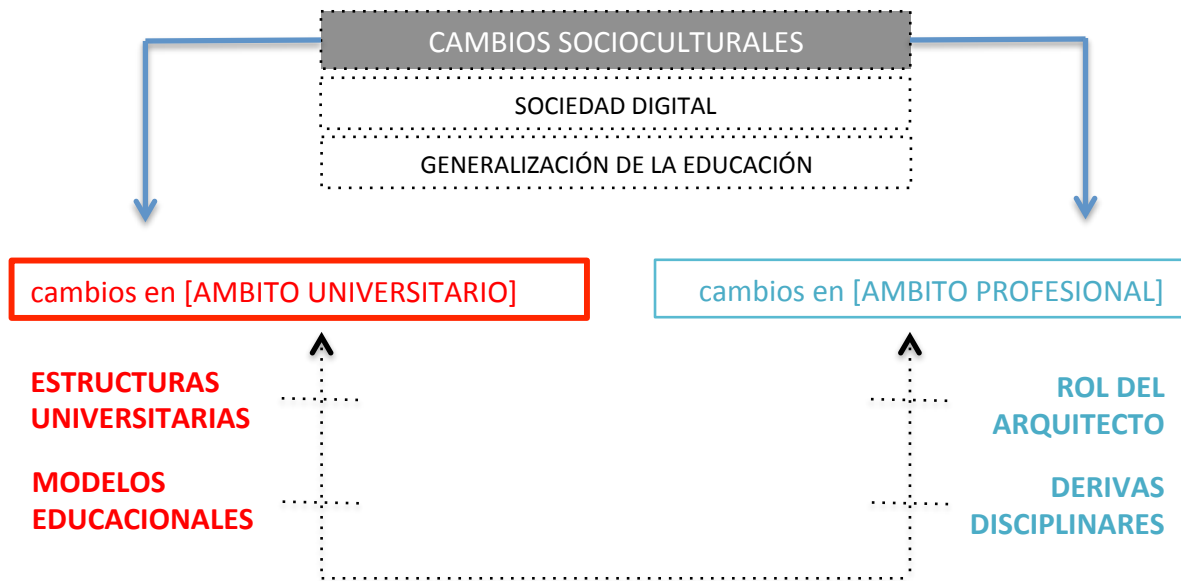 CAMBIOS SOCIOCULTURALES
SOCIEDAD DIGITAL
GENERALIZACIÓN DE LA EDUCACIÓN
cambios en [AMBITO UNIVERSITARIO]
cambios en [AMBITO PROFESIONAL]
ESTRUCTURAS
UNIVERSITARIAS
ROL DEL
ARQUITECTO
MODELOS
EDUCACIONALES
DERIVAS
DISCIPLINARES